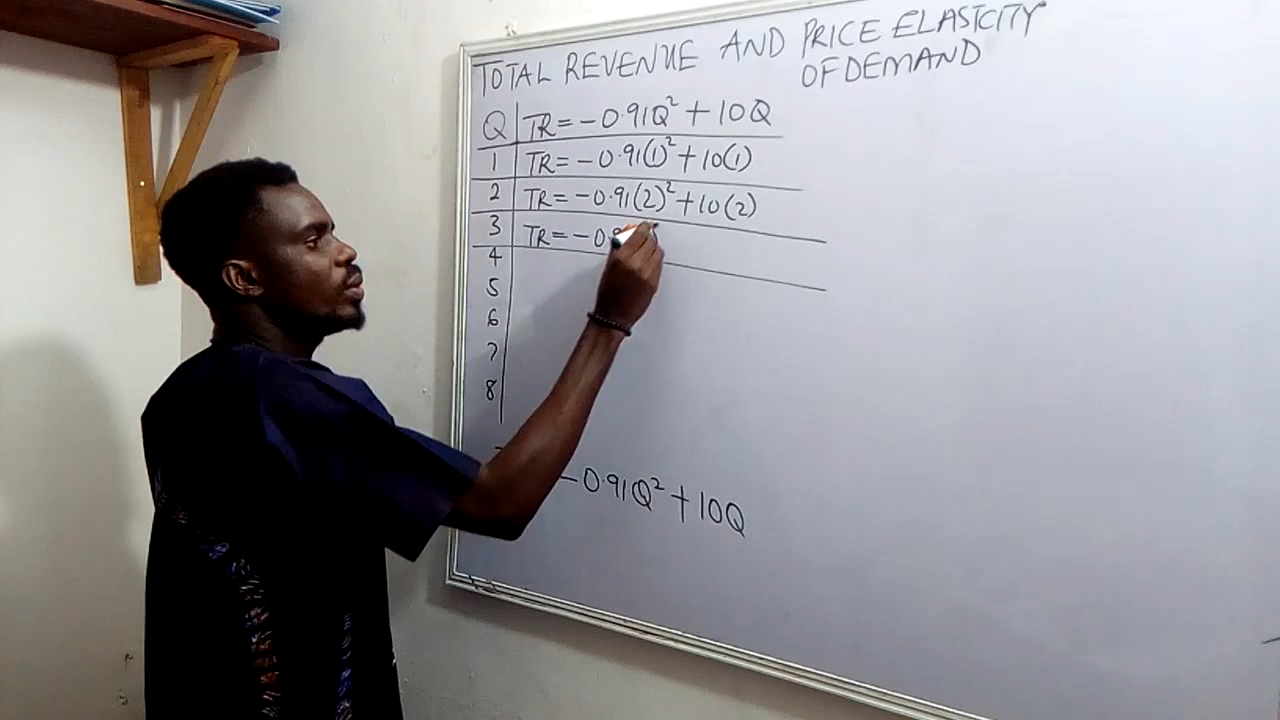 TOTAL REVENUE AND PRICE ELASTCITY
OF DEMAND
Q TR = -0.91Q² + 10Q
1 TR = -0.91(1)² + 10(1)
2 TR = -0.91(2)² + 10(2)
3 TR = -0.
4
5
6
7
8
-0.91Q² + 10Q